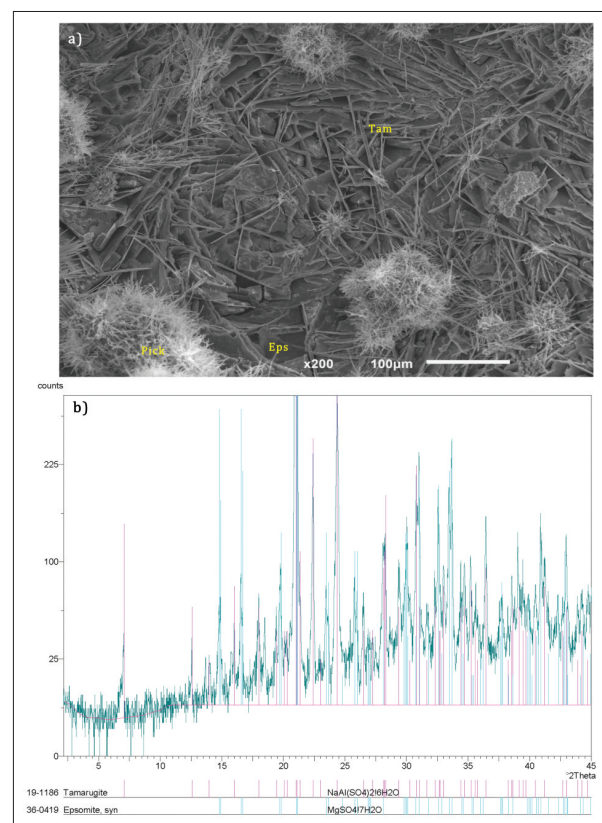 a)
Tam
Pick
Eps
x200 100µm
counts
b)
225
100
25
0
5 10 15 20 25 30 35 40 45
°2Theta
19-1186 Tamarugite NaAl(SO4)2!6H2O
36-0419 Epsomite, syn MgSO4!7H2O